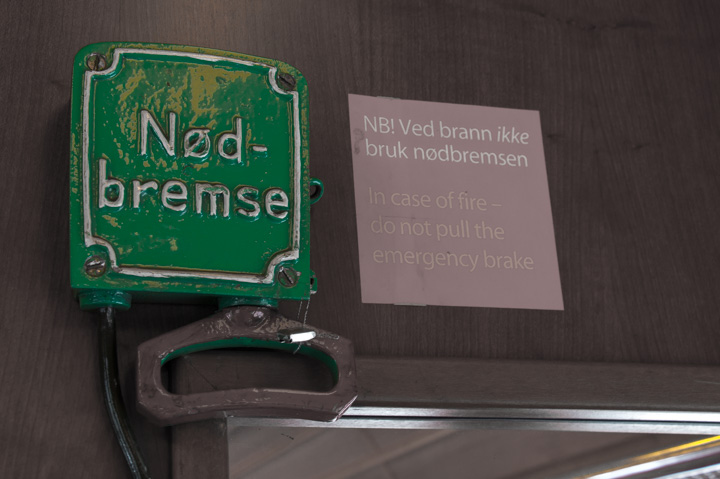 Nød-
bremse
NB! Ved brann ikke
bruk nødbremsen
In case of fire –
do not pull the
emergency brake